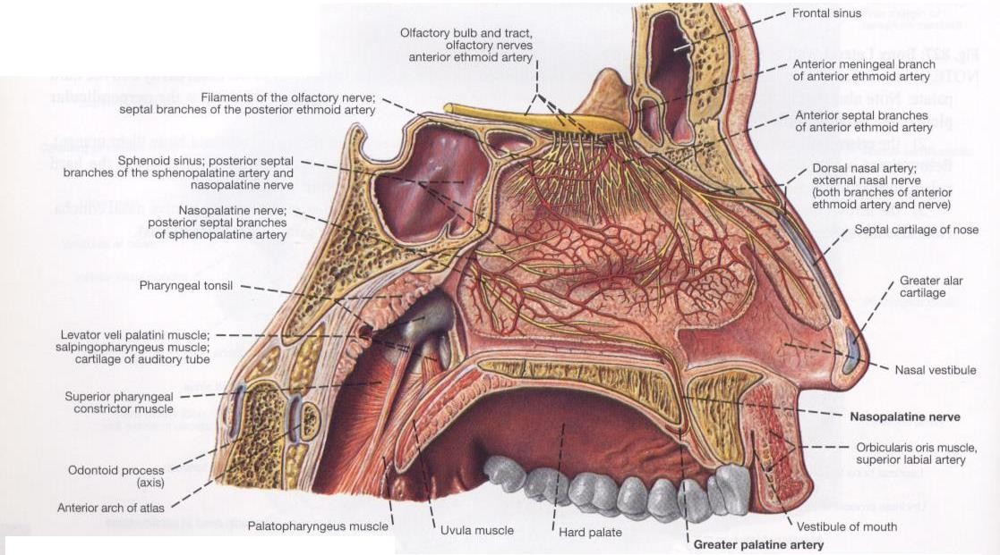 Frontal sinus
Olfactory bulb and tract,
olfactory nerves
anterior ethmoid artery
Anterior meningeal branch
of anterior ethmoid artery
Filaments of the olfactory nerve;
septal branches of the posterior ethmoid artery
Anterior septal branches
of anterior ethmoid artery
Sphenoid sinus; posterior septal
branches of the sphenopalatine artery and
nasopalatine nerve
Dorsal nasal artery;
external nasal nerve
(both branches of anterior
ethmoid artery and nerve)
Nasopalatine nerve;
posterior septal branches
of sphenopalatine artery
Septal cartilage of nose
Pharyngeal tonsil
Greater alar
cartilage
Levator veli palatini muscle;
salpingopharyngeus muscle;
cartilage of auditory tube
Nasal vestibule
Superior pharyngeal
constrictor muscle
Nasopalatine nerve
Orbicularis oris muscle,
superior labial artery
Odontoid process
(axis)
Anterior arch of atlas
Palatopharyngeus muscle
Uvula muscle
Hard palate
Vestibule of mouth
Greater palatine artery